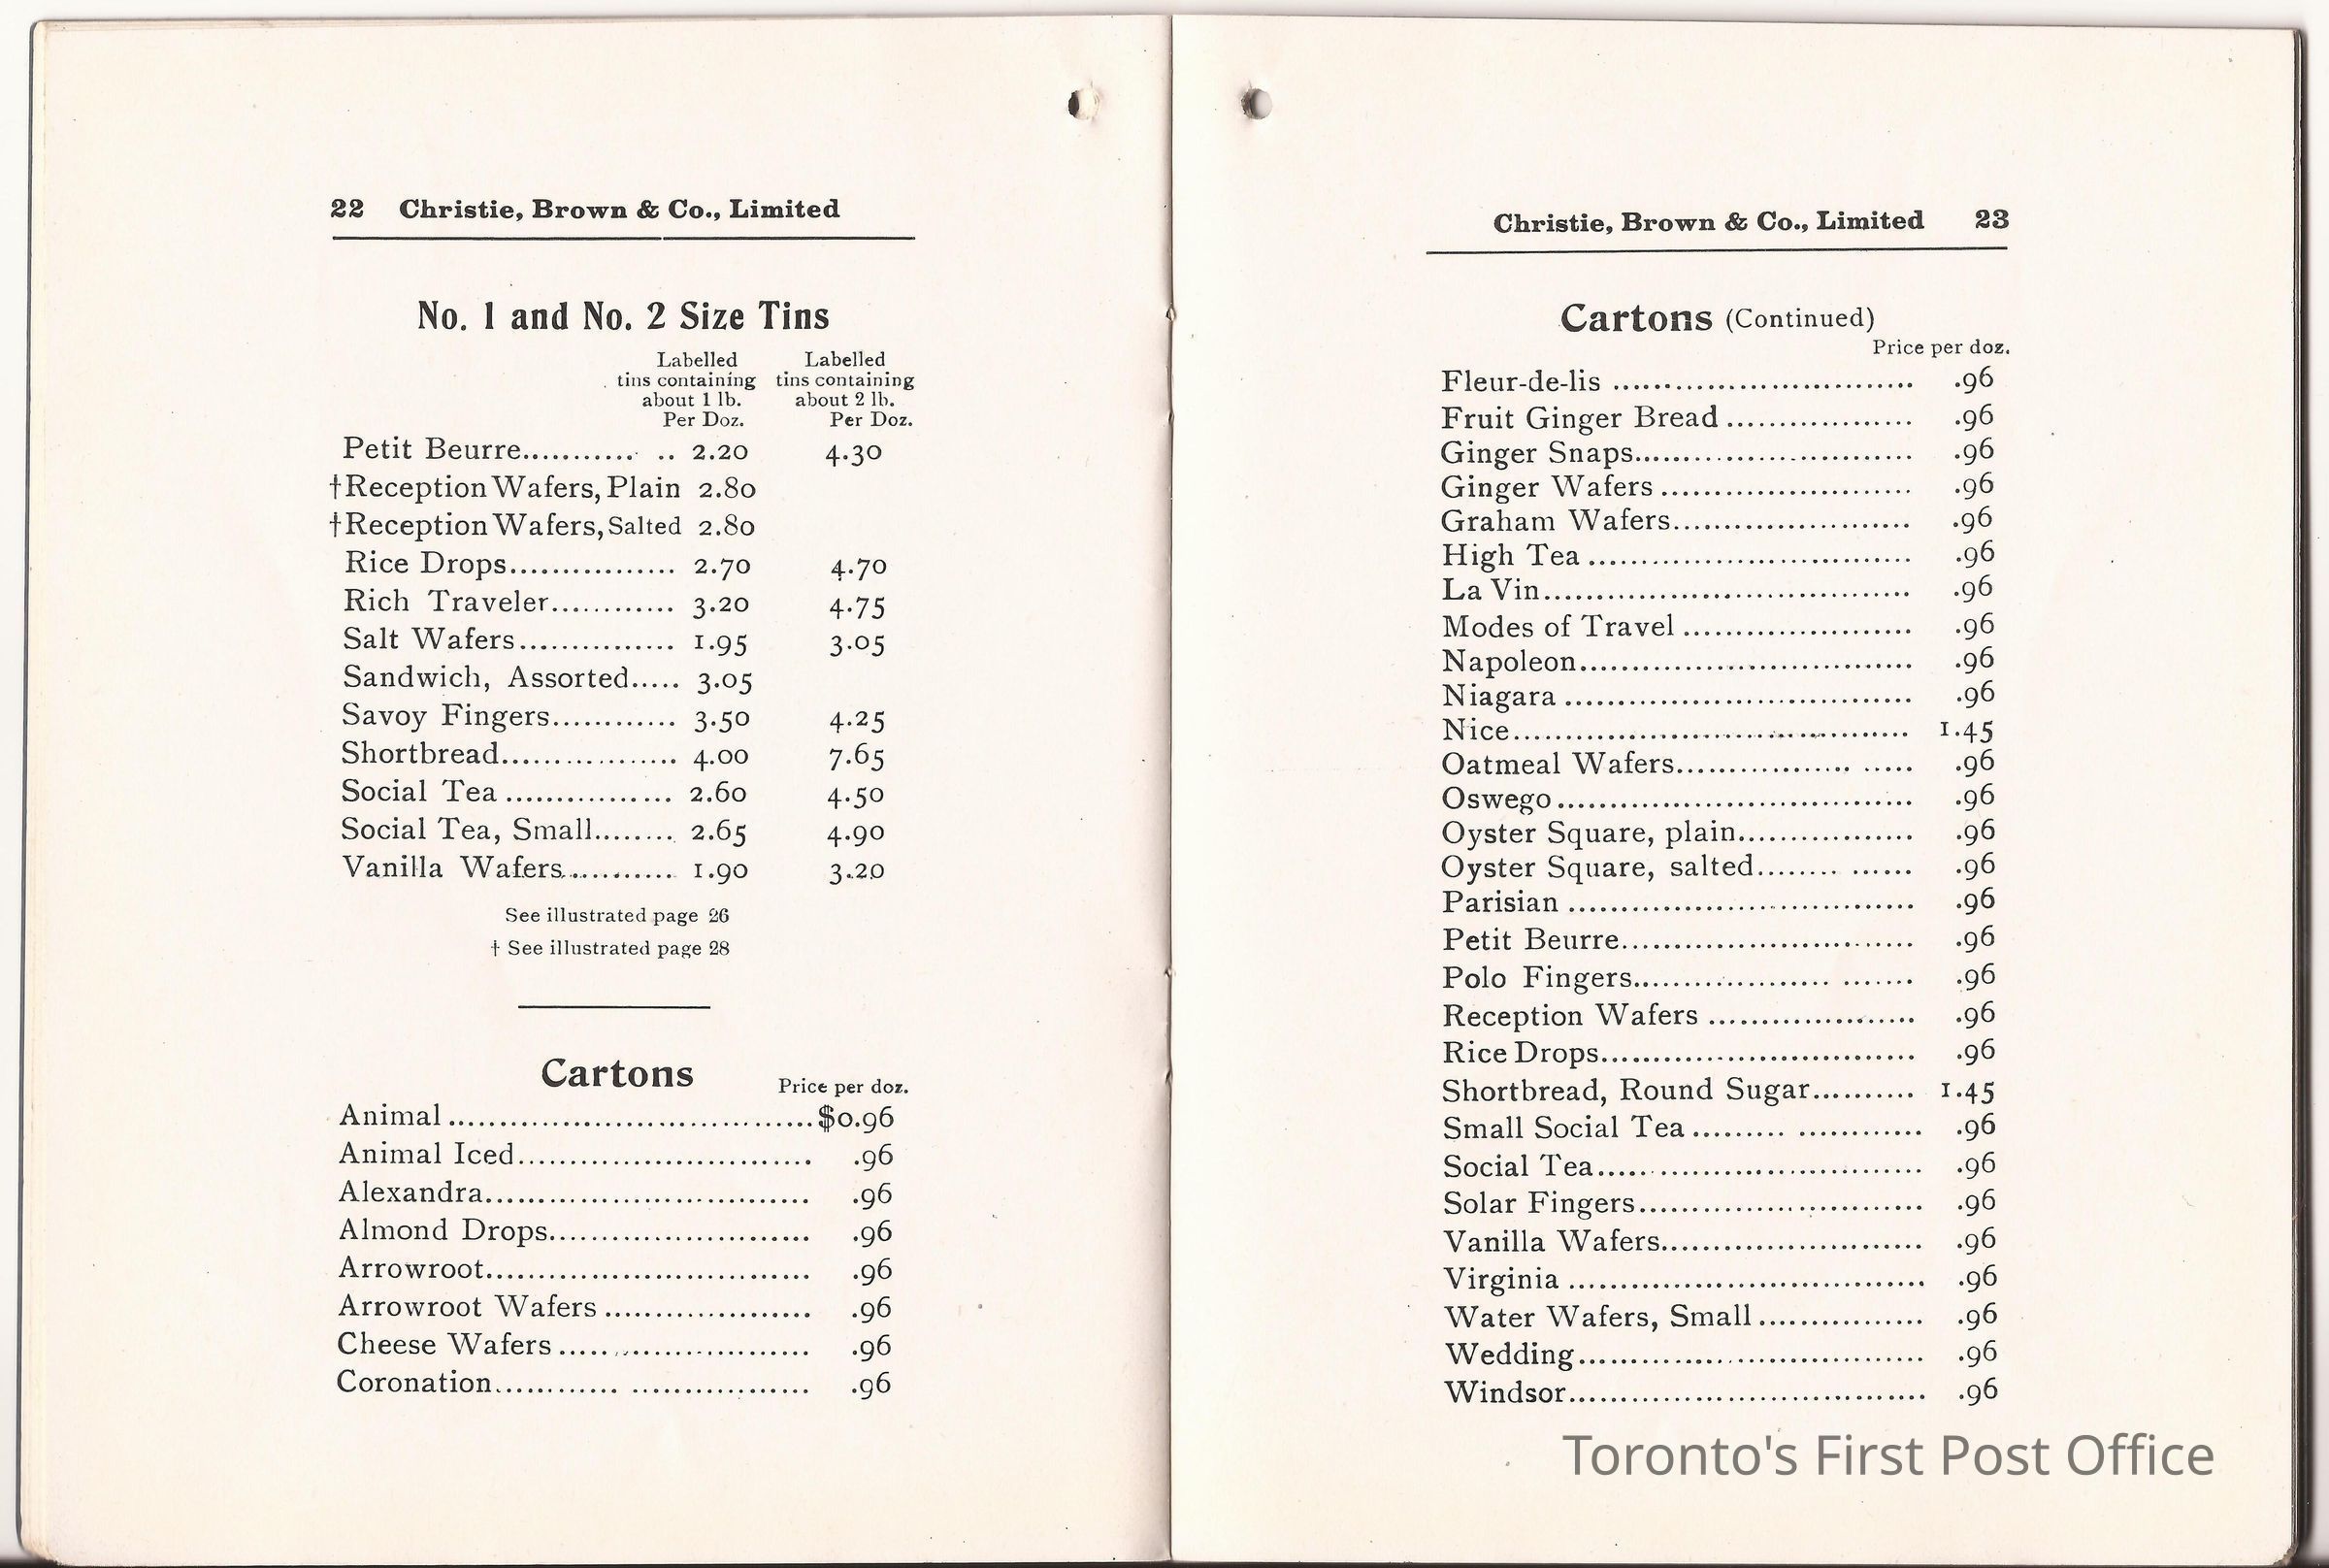 22 Christie, Brown & Co., Limited
No. 1 and No. 2 Size Tins
Labelled Labelled
tins containing tins containing
about 1 lb. about 2 lb.
Per Doz. Per Doz.
Petit Beurre........... .. 2.20 4.30
†Reception Wafers, Plain 2.80
†Reception Wafers, Salted 2.80
Rice Drops................ 2.70 4.70
Rich Traveler............ 3.20 4.75
Salt Wafers............... 1.95 3.05
Sandwich, Assorted..... 3.05
Savoy Fingers............ 3.50 4.25
Shortbread................. 4.00 7.65
Social Tea ................ 2.60 4.50
Social Tea, Small........ 2.65 4.90
Vanilla Wafers........... 1.90 3.20
See illustrated page 26
† See illustrated page 28
Cartons Price per doz.
Animal....................................$0.96
Animal Iced............................. .96
Alexandra................................ .96
Almond Drops.......................... .96
Arrowroot................................ .96
Arrowroot Wafers .................... .96
Cheese Wafers ......................... .96
Coronation............ .................. .96
Christie, Brown & Co., Limited 23
Cartons (Continued)
Price per doz.
Fleur-de-lis .............................. .96
Fruit Ginger Bread .................. .96
Ginger Snaps........................... .96
Ginger Wafers ......................... .96
Graham Wafers....................... .96
High Tea ................................ .96
La Vin.................................... .96
Modes of Travel ....................... .96
Napoleon................................. .96
Niagara .................................. .96
Nice....................................... 1.45
Oatmeal Wafers................. ..... .96
Oswego................................... .96
Oyster Square, plain................. .96
Oyster Square, salted........ ...... .96
Parisian .................................. .96
Petit Beurre............................. .96
Polo Fingers................... ....... .96
Reception Wafers .................... .96
Rice Drops............................... .96
Shortbread, Round Sugar.......... 1.45
Small Social Tea ......... ............ .96
Social Tea................................ .96
Solar Fingers............................ .96
Vanilla Wafers.......................... .96
Virginia ................................... .96
Water Wafers, Small ................ .96
Wedding.................................. .96
Windsor................................... .96
Toronto's First Post Office